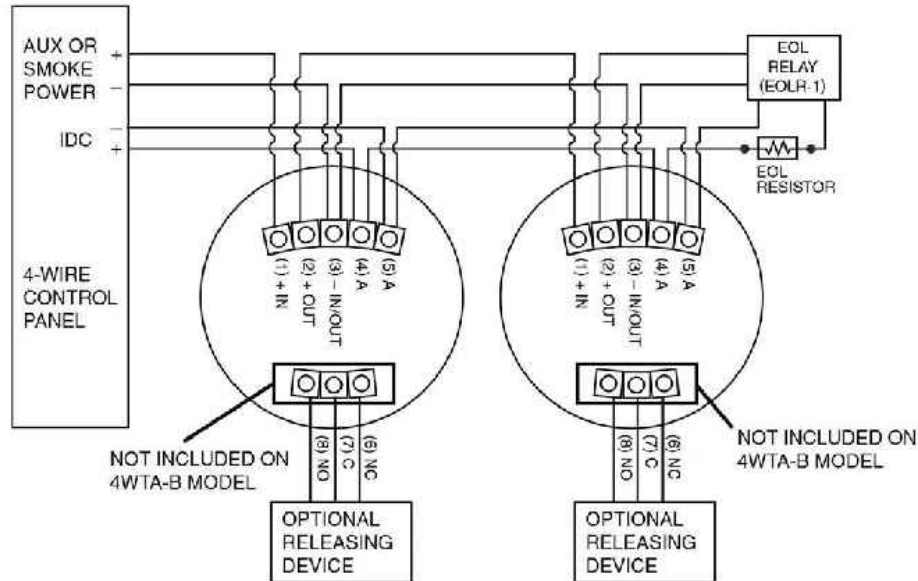 AUX OR
SMOKE
POWER
+
−
IDC
−
+
4-WIRE
CONTROL
PANEL
EOL
RELAY
(EOLR-1)
EOL
RESISTOR
(1) + IN
(2) + OUT
(3) − IN/OUT
(4) A
(5) A
(1) + IN
(2) + OUT
(3) − IN/OUT
(4) A
(5) A
NOT INCLUDED ON
4WTA-B MODEL
(8) NO
(7) C
(6) NC
NOT INCLUDED ON
4WTA-B MODEL
(8) NO
(7) C
(6) NC
OPTIONAL
RELEASING
DEVICE
OPTIONAL
RELEASING
DEVICE